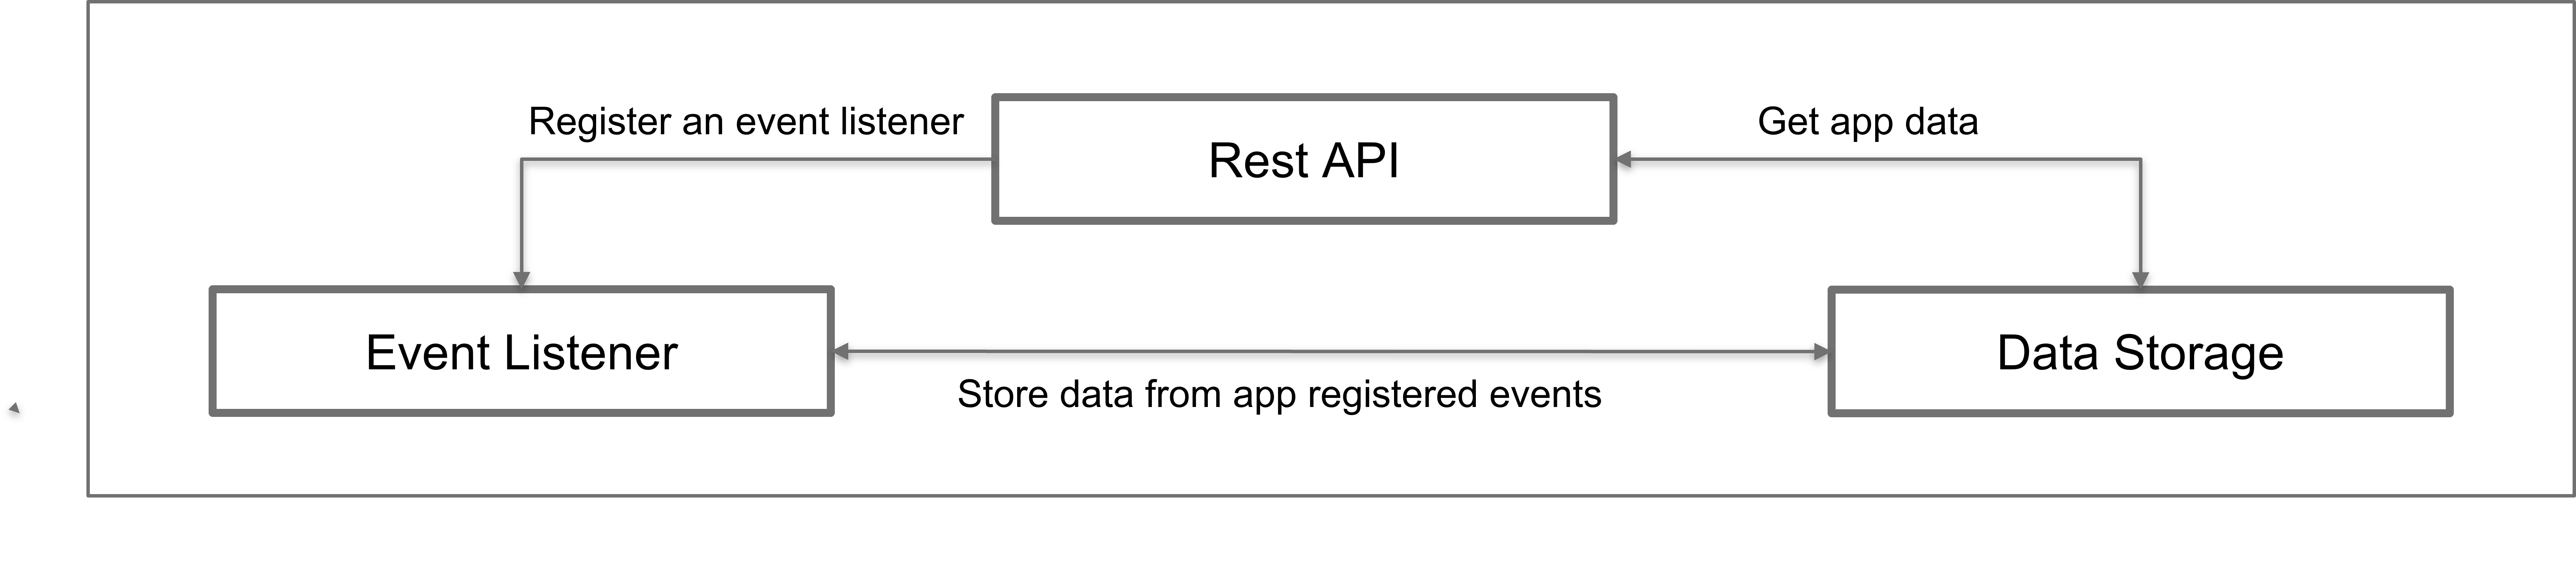 Register an event listener
Rest API
Get app data
Event Listener
Store data from app registered events
Data Storage